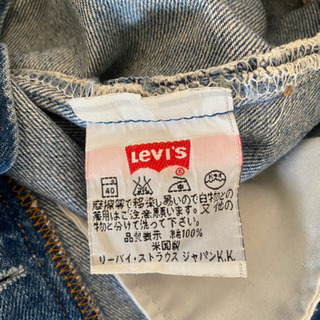 LEVI'S
40
摩擦等で移染し易いので白物との
着用はご注意願います。又、他の
物と分けて洗って下さい。
品質表示 綿100%
米国製
リーバイ・ストラウス ジャパンK.K.